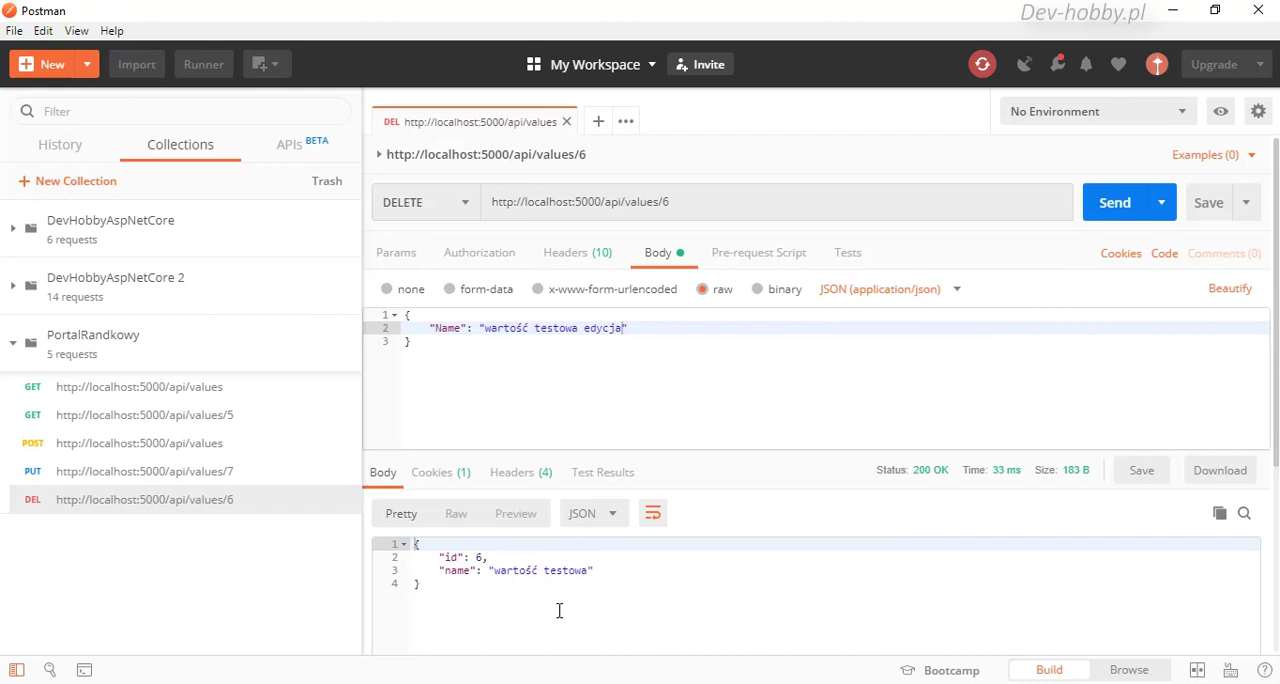 Postman
Dev-hobby.pl
File Edit View Help
New
Import
Runner
My Workspace
Invite
Upgrade
Filter
History
Collections
APIs BETA
New Collection
Trash
DevHobbyAspNetCore
6 requests
DevHobbyAspNetCore 2
14 requests
PortalRandkowy
5 requests
GET http://localhost:5000/api/values
GET http://localhost:5000/api/values/5
POST http://localhost:5000/api/values
PUT http://localhost:5000/api/values/7
DEL http://localhost:5000/api/values/6
DEL http://localhost:5000/api/values
No Environment
http://localhost:5000/api/values/6
Examples (0)
DELETE
http://localhost:5000/api/values/6
Send
Save
Params
Authorization
Headers (10)
Body
Pre-request Script
Tests
Cookies
Code
Comments (0)
none
form-data
x-www-form-urlencoded
raw
binary
JSON (application/json)
Beautify
1 {
2 "Name": "wartość testowa edycja"
3 }
Body
Cookies (1)
Headers (4)
Test Results
Status: 200 OK
Time: 33 ms
Size: 183 B
Save
Download
Pretty
Raw
Preview
JSON
1 {
2 "id": 6,
3 "name": "wartość testowa"
4 }
Bootcamp
Build
Browse